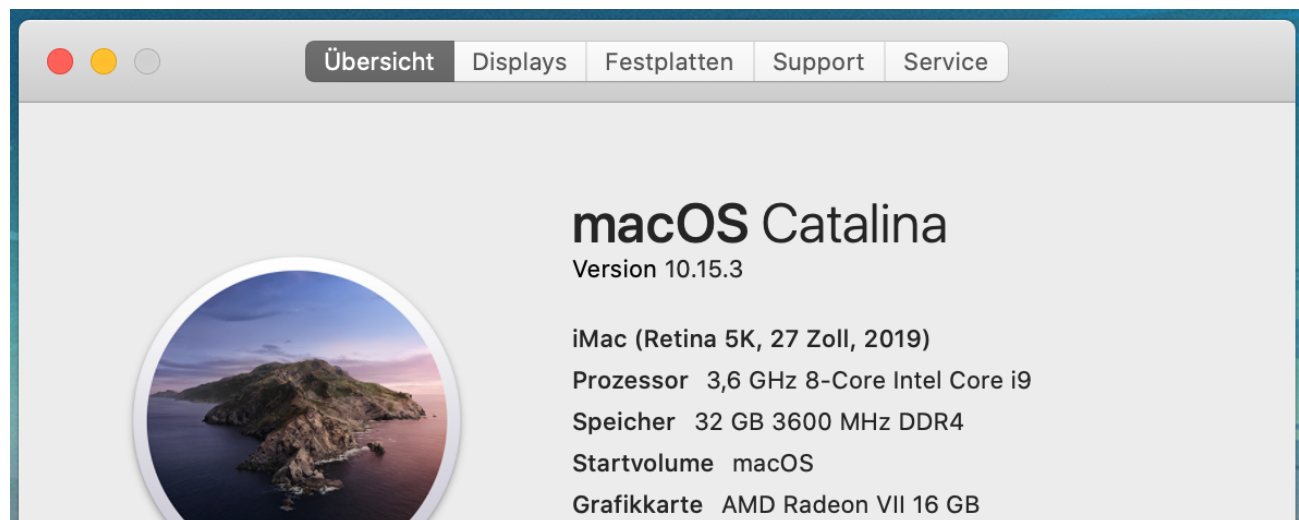 Übersicht Displays Festplatten Support Service
macOS Catalina
Version 10.15.3
iMac (Retina 5K, 27 Zoll, 2019)
Prozessor 3,6 GHz 8-Core Intel Core i9
Speicher 32 GB 3600 MHz DDR4
Startvolume macOS
Grafikkarte AMD Radeon VII 16 GB